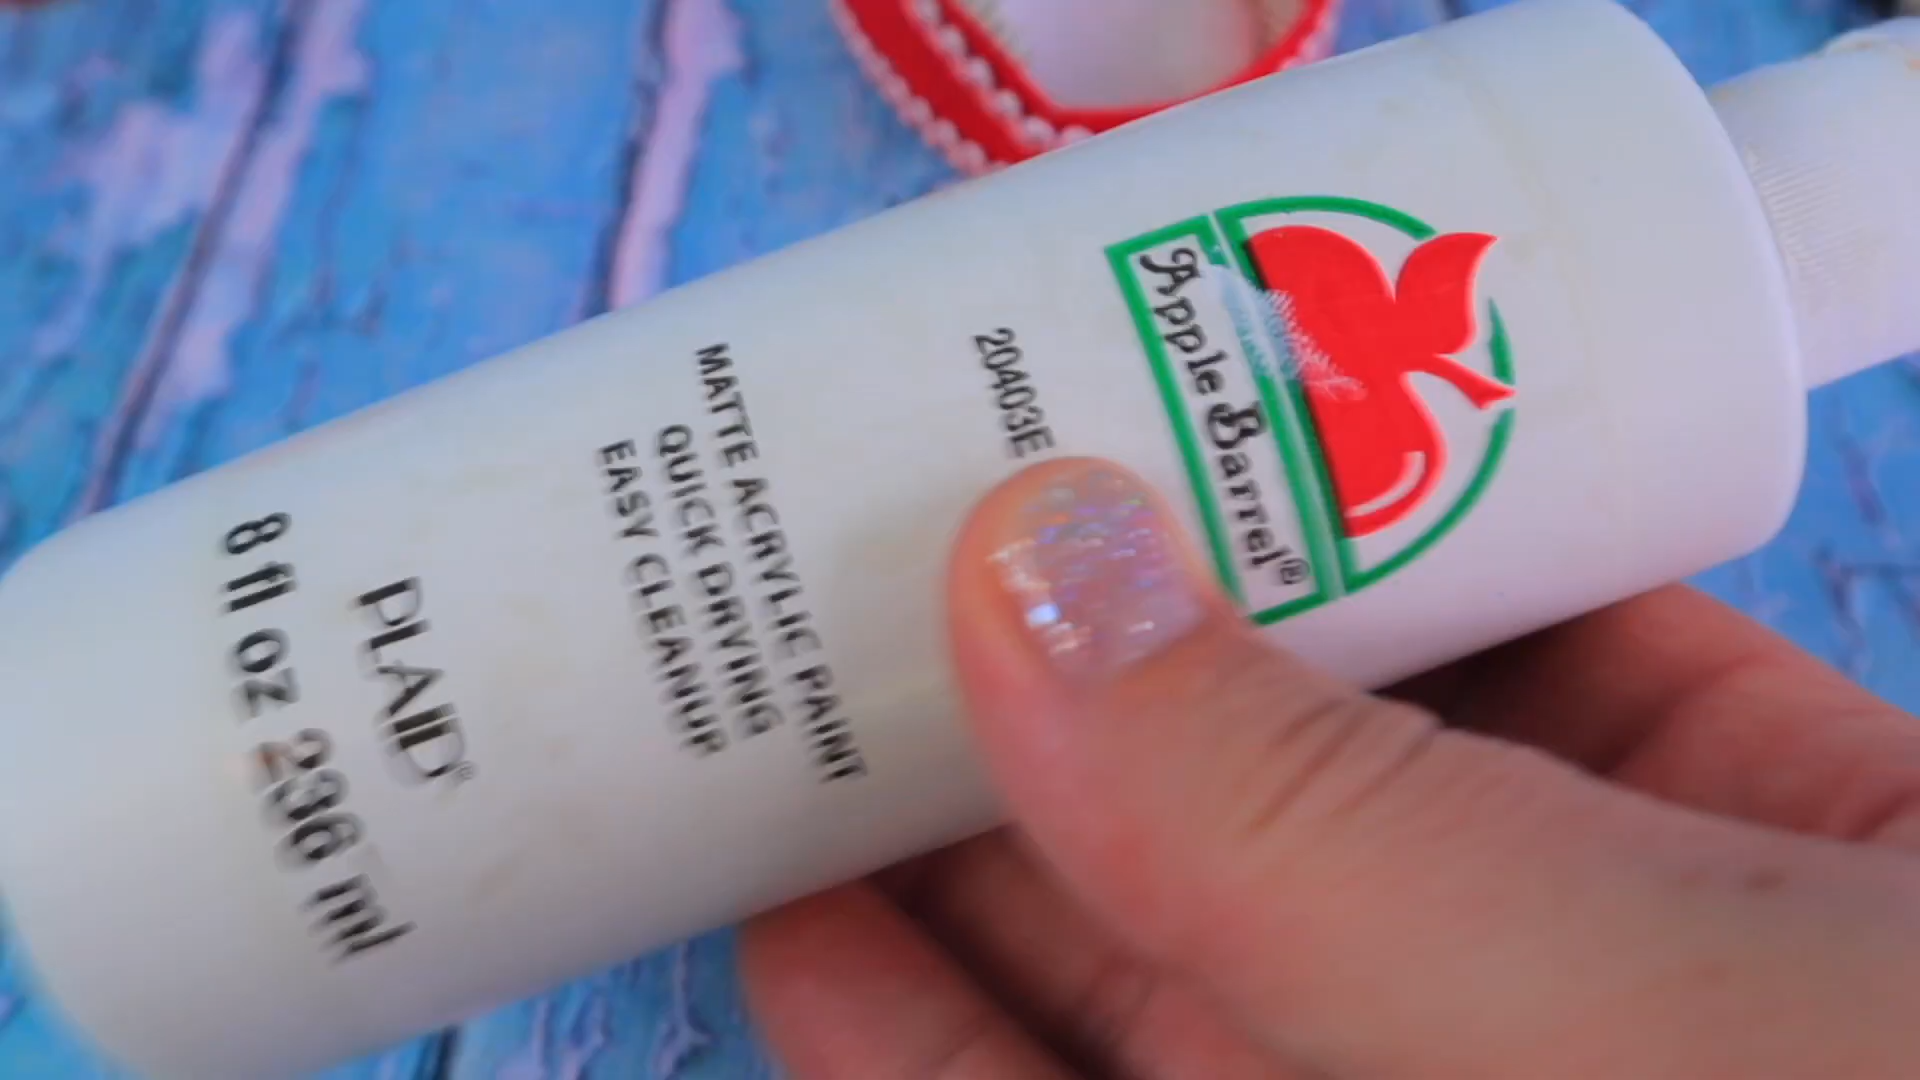 Apple Barrel®
20403E
MATTE ACRYLIC PAINT
QUICK DRYING
EASY CLEANUP
PLAID®
8 fl oz 236 ml